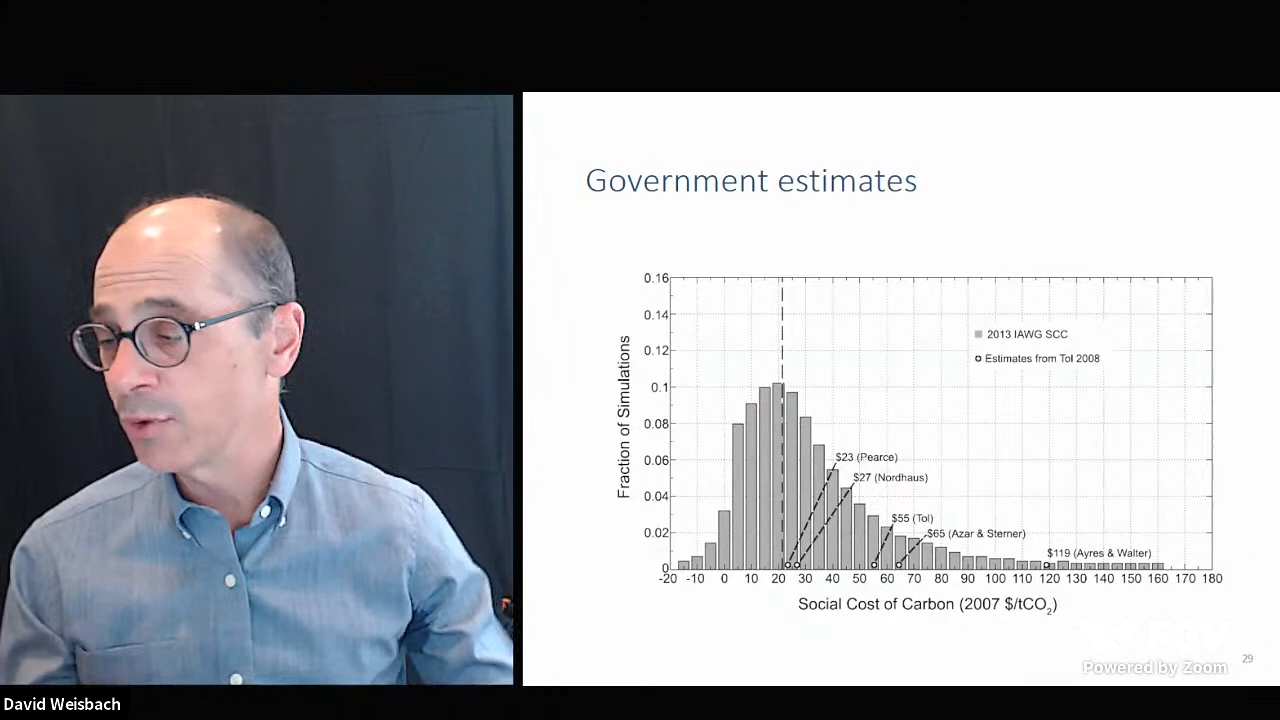 Government estimates
0.16
0.14
0.12
0.1
0.08
0.06
0.04
0.02
0
Fraction of Simulations
2013 IAWG SCC
Estimates from Tol 2008
$23 (Pearce)
$27 (Nordhaus)
$55 (Tol)
$65 (Azar & Sterner)
$119 (Ayres & Walter)
-20 -10 0 10 20 30 40 50 60 70 80 90 100 110 120 130 140 150 160 170 180
Social Cost of Carbon (2007 $/tCO₂)
29
Powered by Zoom
David Weisbach